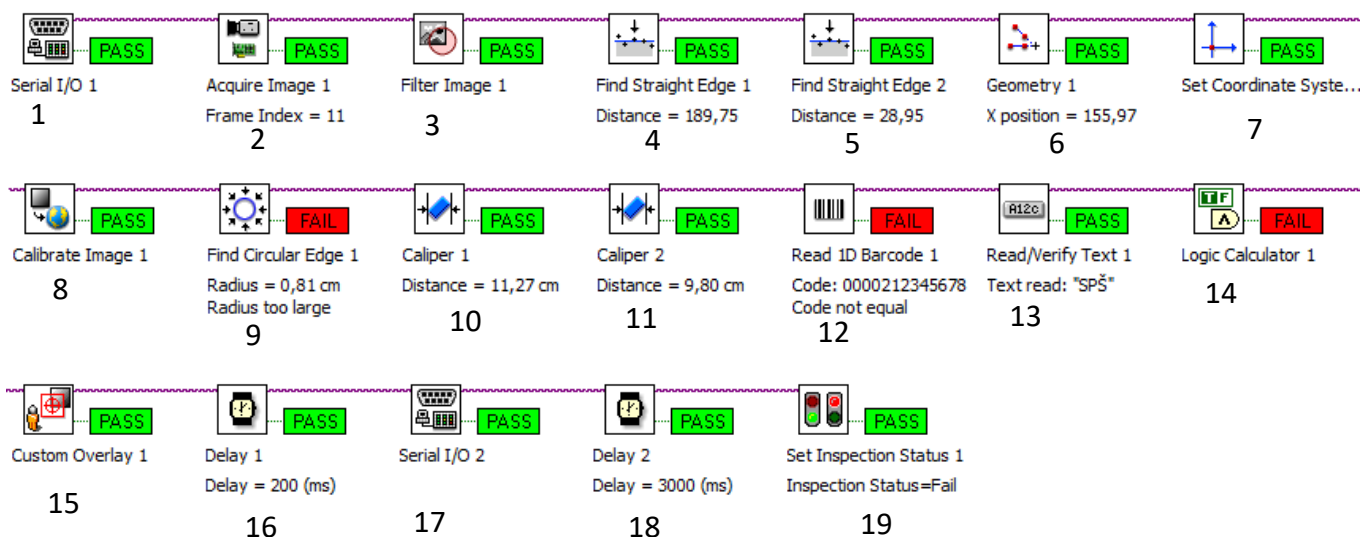 PASS PASS PASS PASS PASS PASS PASS
Serial I/O 1 Acquire Image 1 Filter Image 1 Find Straight Edge 1 Find Straight Edge 2 Geometry 1 Set Coordinate Syste...
Frame Index = 11 Distance = 189,75 Distance = 28,95 X position = 155,97
1 2 3 4 5 6 7
A12c T F
Λ
PASS FAIL PASS PASS FAIL PASS FAIL
Calibrate Image 1 Find Circular Edge 1 Caliper 1 Caliper 2 Read 1D Barcode 1 Read/Verify Text 1 Logic Calculator 1
Radius = 0,81 cm Distance = 11,27 cm Distance = 9,80 cm Code: 0000212345678 Text read: "SPŠ"
Radius too large Code not equal
8 9 10 11 12 13 14
PASS PASS PASS PASS PASS
Custom Overlay 1 Delay 1 Serial I/O 2 Delay 2 Set Inspection Status 1
Delay = 200 (ms) Delay = 3000 (ms) Inspection Status=Fail
15 16 17 18 19